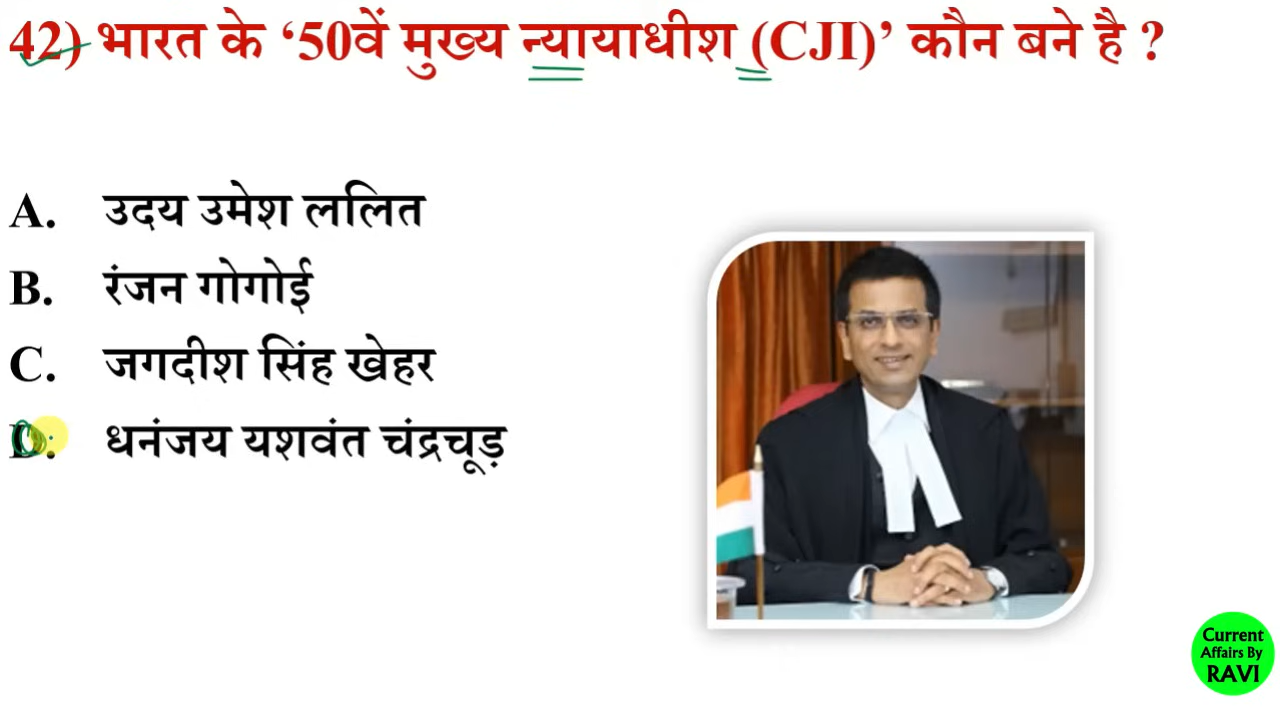 42) भारत के ‘50वें मुख्य न्यायाधीश (CJI)’ कौन बने है ?
A. उदय उमेश ललित
B. रंजन गोगोई
C. जगदीश सिंह खेहर
D. धनंजय यशवंत चंद्रचूड़
Current
Affairs By
RAVI